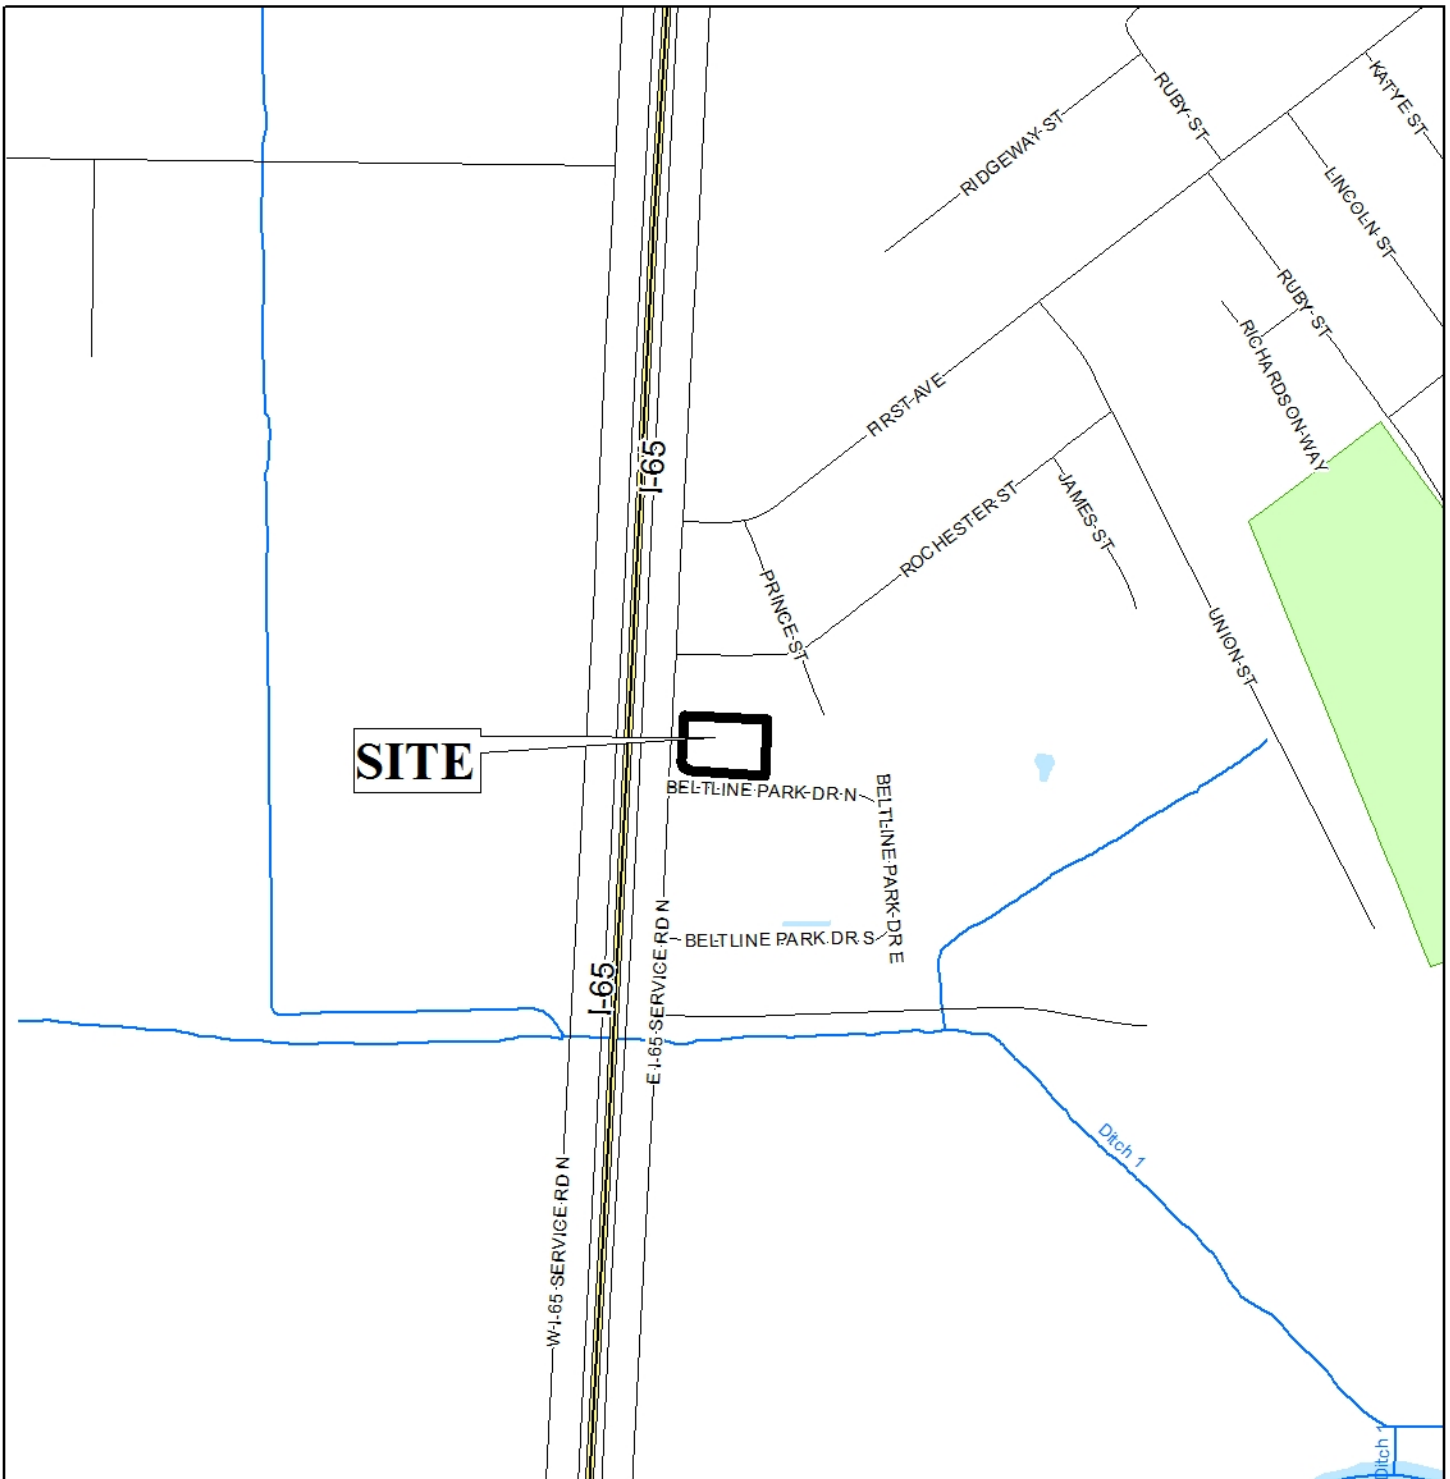 KATYE ST
RUBY ST
RIDGEWAY ST
LINCOLN ST
RUBY ST
RICHARDSON WAY
FIRST AVE
I-65
ROCHESTER ST
JAMES ST
PRINCE ST
UNION ST
SITE
BELTLINE PARK DR N
BELTLINE PARK DR E
BELTLINE PARK DR S
I-65
E I-65 SERVICE RD N
Ditch 1
W I-65 SERVICE RD N
Ditch 1